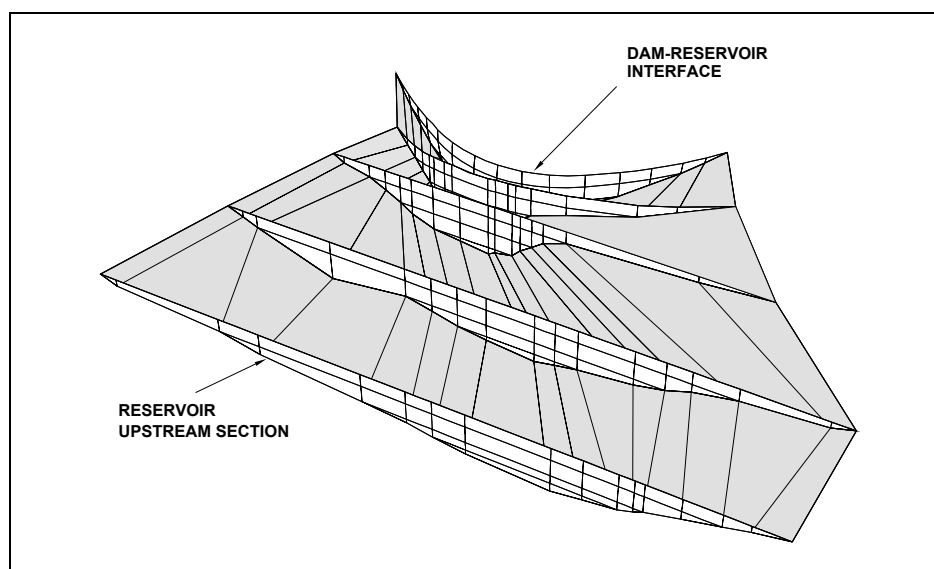 DAM-RESERVOIR
INTERFACE
RESERVOIR
UPSTREAM SECTION